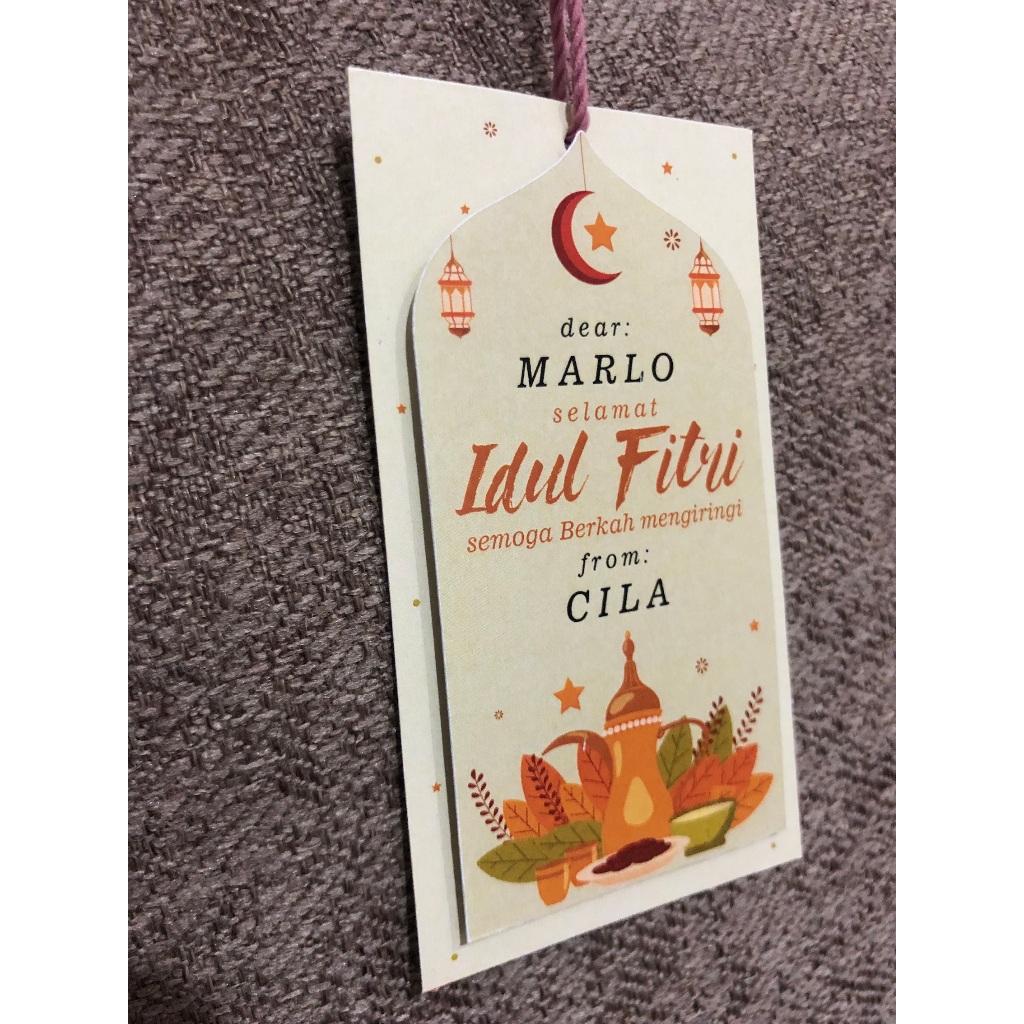 dear:
MARLO
selamat
Idul Fitri
semoga Berkah mengiringi
from:
CILA